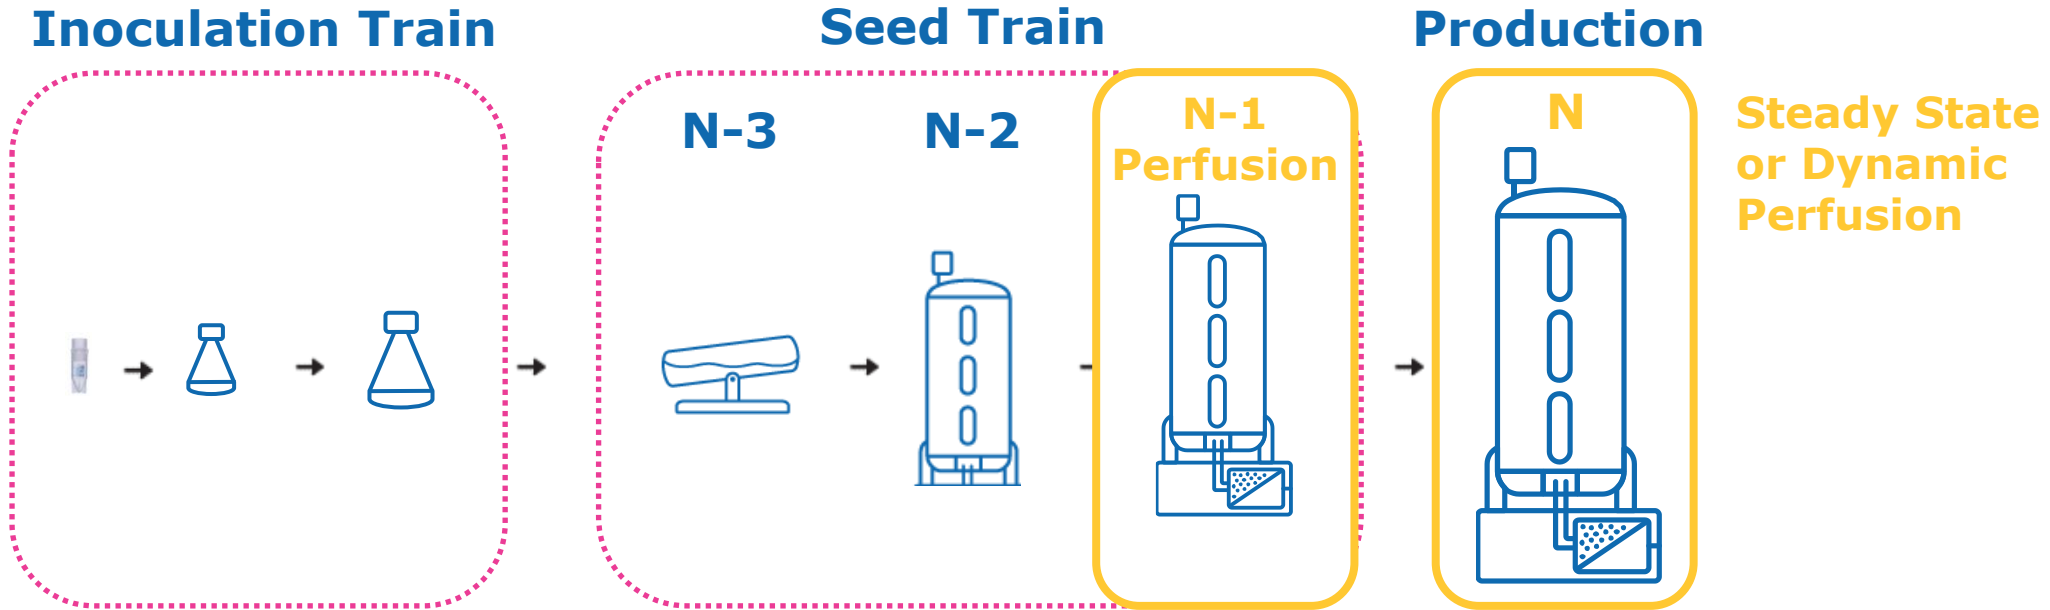 Inoculation Train
Seed Train
Production
N-3
N-2
N-1
Perfusion
N
Steady State
or Dynamic
Perfusion